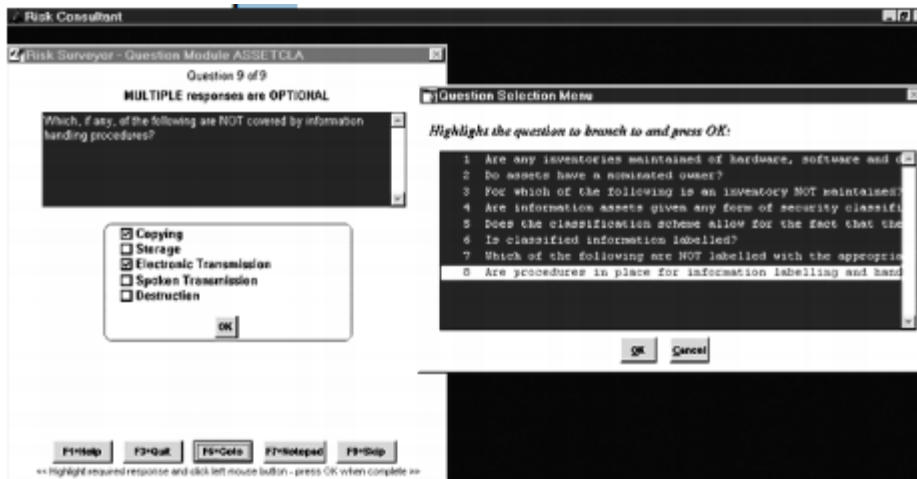 Risk Consultant
Risk Surveyor - Question Module ASSETCLA
Question 9 of 9
MULTIPLE responses are OPTIONAL
Which, if any, of the following are NOT covered by information
handling procedures?
Copying
Storage
Electronic Transmission
Spoken Transmission
Destruction
OK
F1=Help F3=Quit F5=Goto F7=Notepad F9=Skip
<< Highlight required response and click left mouse button - press OK when complete >>
Question Selection Menu
Highlight the question to branch to and press OK:
1 Are any inventories maintained of hardware, software and
2 Do assets have a nominated owner?
3 For which of the following is an inventory NOT maintained?
4 Are information assets given any form of security classifi
5 Does the classification scheme allow for the fact that the
6 Is classified information labelled?
7 Which of the following are NOT labelled with the appropria
8 Are procedures in place for information labelling and hand
OK Cancel